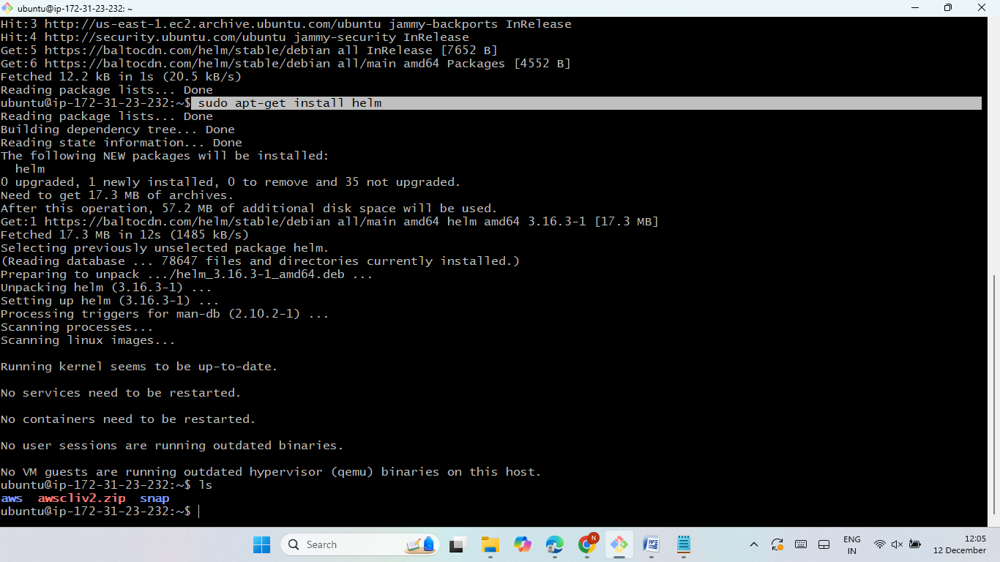 ubuntu@ip-172-31-23-232: ~
Hit:3 http://us-east-1.ec2.archive.ubuntu.com/ubuntu jammy-backports InRelease
Hit:4 http://security.ubuntu.com/ubuntu jammy-security InRelease
Get:5 https://baltocdn.com/helm/stable/debian all InRelease [7652 B]
Get:6 https://baltocdn.com/helm/stable/debian all/main amd64 Packages [4552 B]
Fetched 12.2 kB in 1s (20.5 kB/s)
Reading package lists... Done
ubuntu@ip-172-31-23-232:~$ sudo apt-get install helm
Reading package lists... Done
Building dependency tree... Done
Reading state information... Done
The following NEW packages will be installed:
  helm
0 upgraded, 1 newly installed, 0 to remove and 35 not upgraded.
Need to get 17.3 MB of archives.
After this operation, 57.2 MB of additional disk space will be used.
Get:1 https://baltocdn.com/helm/stable/debian all/main amd64 helm amd64 3.16.3-1 [17.3 MB]
Fetched 17.3 MB in 12s (1485 kB/s)
Selecting previously unselected package helm.
(Reading database ... 78647 files and directories currently installed.)
Preparing to unpack .../helm_3.16.3-1_amd64.deb ...
Unpacking helm (3.16.3-1) ...
Setting up helm (3.16.3-1) ...
Processing triggers for man-db (2.10.2-1) ...
Scanning processes...
Scanning linux images...
Running kernel seems to be up-to-date.
No services need to be restarted.
No containers need to be restarted.
No user sessions are running outdated binaries.
No VM guests are running outdated hypervisor (qemu) binaries on this host.
ubuntu@ip-172-31-23-232:~$ ls
aws  awscliv2.zip  snap
ubuntu@ip-172-31-23-232:~$
Search
N
ENG
IN
12:05
12 December